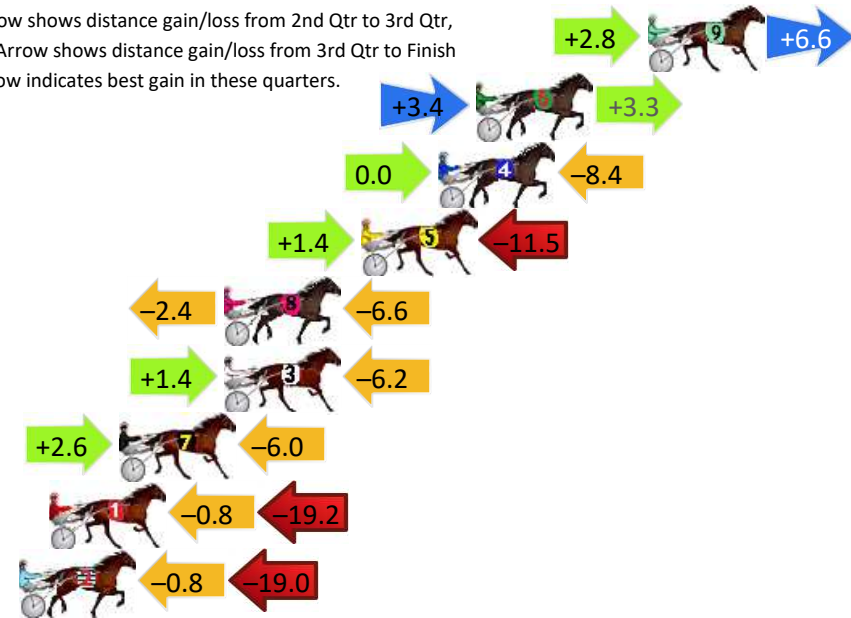 ow shows distance gain/loss from 2nd Qtr to 3rd Qtr,
Arrow shows distance gain/loss from 3rd Qtr to Finish
ow indicates best gain in these quarters.
+2.8 9 +6.6
+3.4 6 +3.3
0.0 4 –8.4
+1.4 5 –11.5
–2.4 8 –6.6
+1.4 3 –6.2
+2.6 7 –6.0
1 –0.8 –19.2
2 –0.8 –19.0